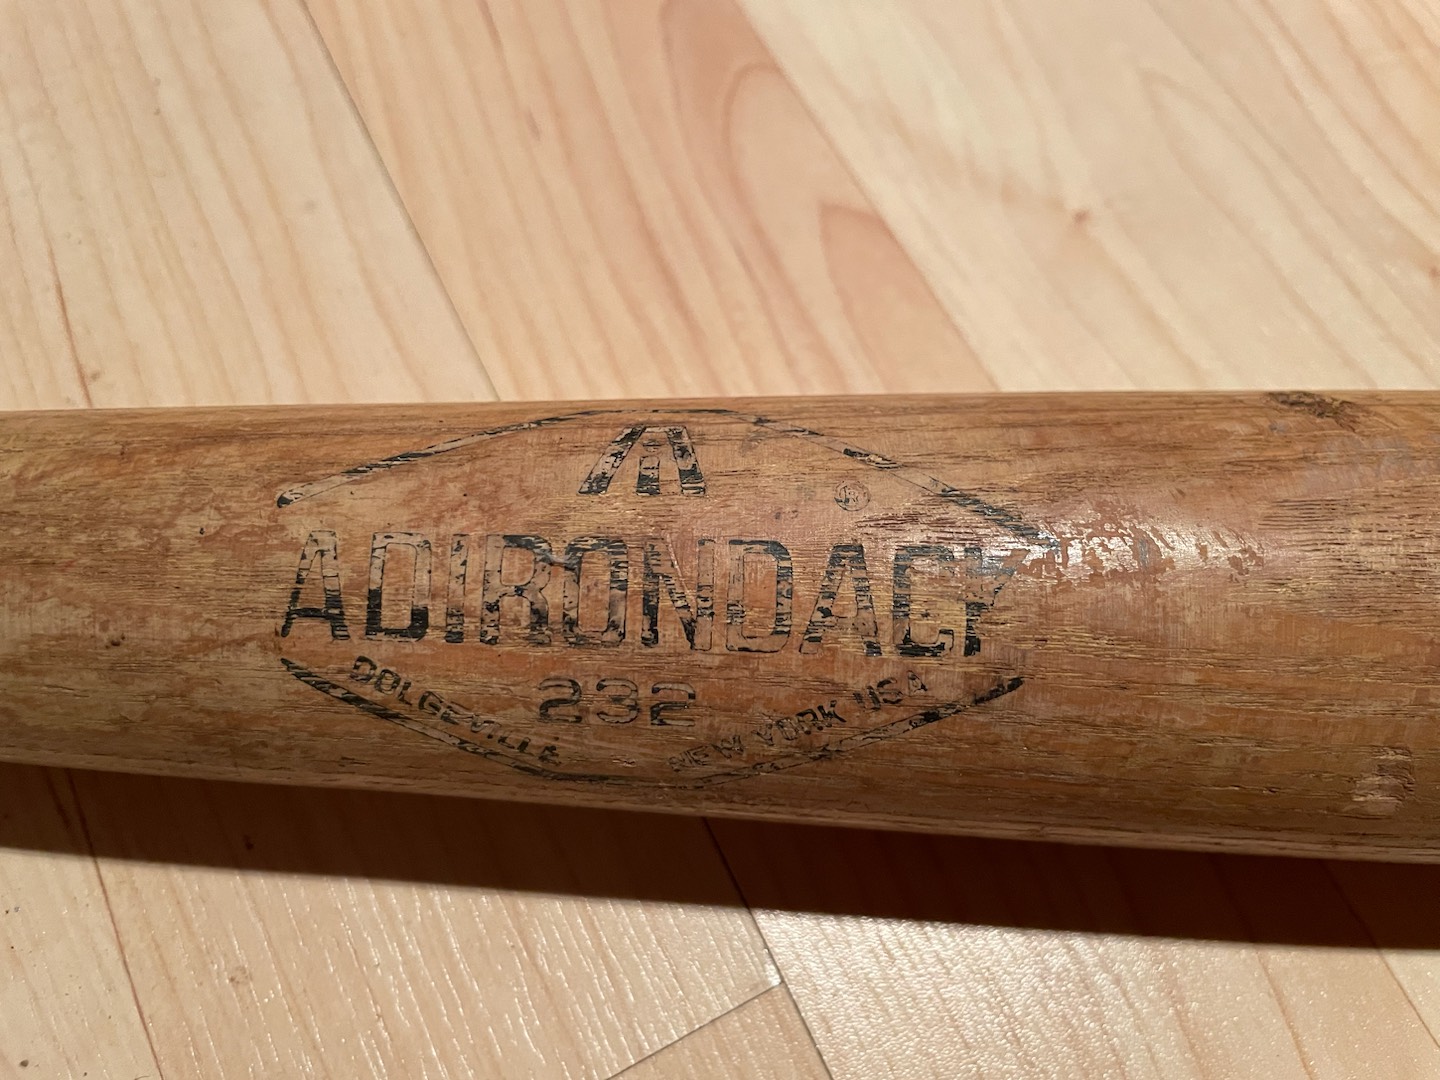 ®
ADIRONDACK
232
DOLGEVILLE NEW YORK USA